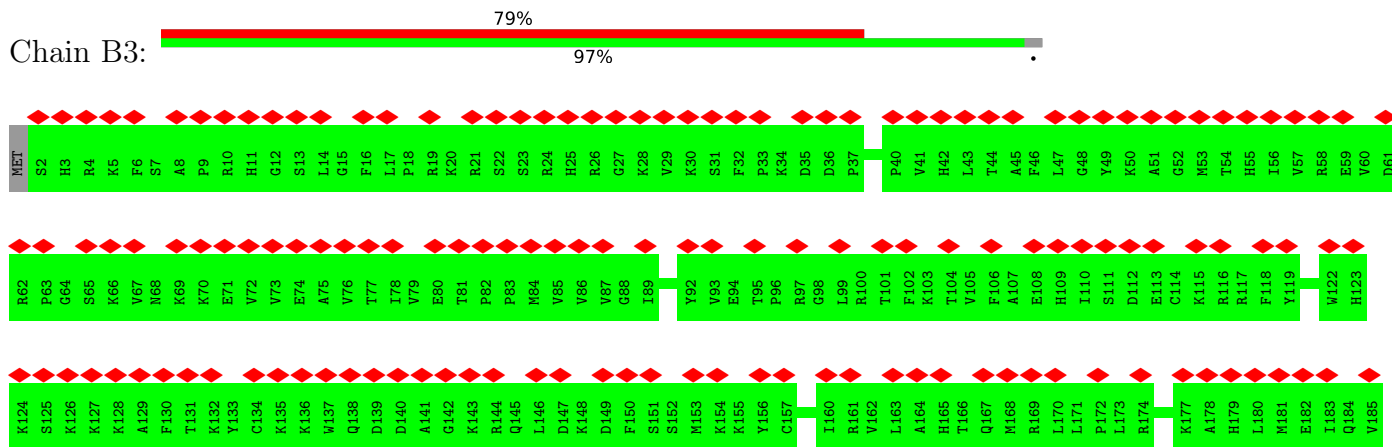 79%
Chain B3:
97%
.
MET S2 H3 R4 K5 F6 S7 A8 P9 R10 H11 G12 S13 L14 G15 F16 L17 P18 R19 K20 R21 S22 S23 R24 H25 R26 G27 K28 V29 K30 S31 F32 P33 K34 D35 D36 P37 P40 V41 H42 L43 T44 A45 F46 L47 G48 Y49 K50 A51 G52 M53 T54 H55 I56 V57 R58 E59 V60 D61
R62 P63 G64 S65 K66 V67 N68 K69 K70 E71 V72 V73 E74 A75 V76 T77 I78 V79 E80 T81 P82 P83 M84 V85 V86 V87 G88 I89 Y92 V93 E94 T95 P96 R97 G98 L99 R100 T101 F102 K103 T104 V105 F106 A107 E108 H109 I110 S111 D112 E113 C114 K115 R116 R117 F118 Y119 W122 H123
K124 S125 K126 K127 K128 A129 F130 T131 K132 Y133 C134 K135 K136 W137 Q138 D139 D140 A141 G142 K143 R144 Q145 L146 D147 K148 D149 F150 S151 S152 M153 K154 K155 Y156 C157 I160 R161 V162 L163 A164 H165 T166 Q167 M168 R169 L170 L171 P172 L173 R174 K177 A178 H179 L180 M181 E182 I183 Q184 V185